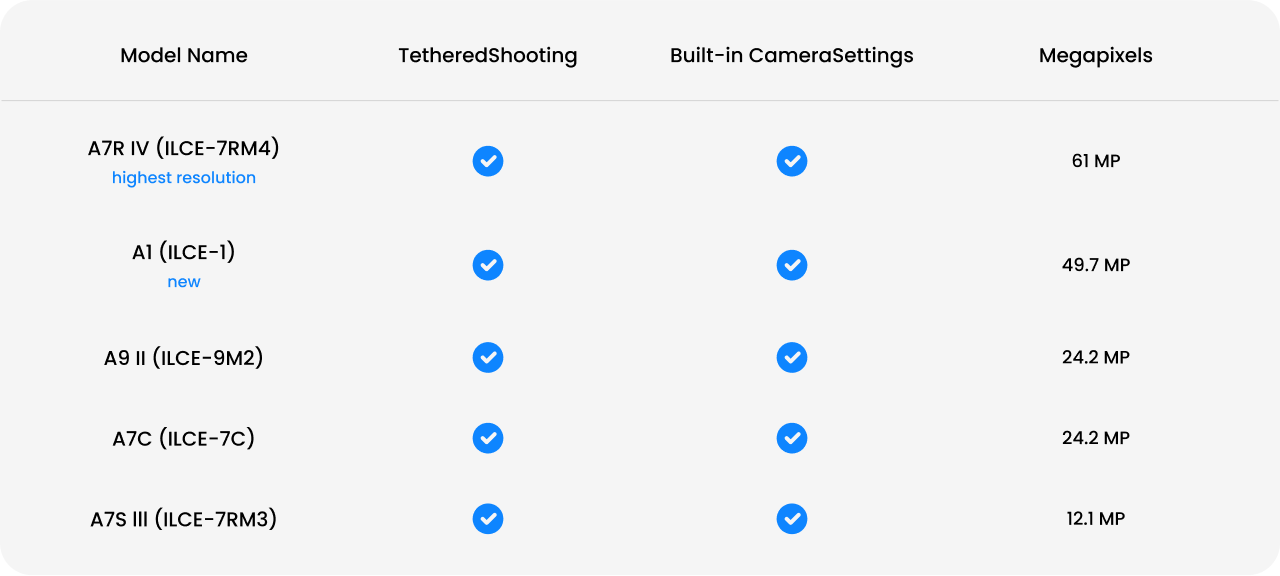 Model Name TetheredShooting Built-in CameraSettings Megapixels
A7R IV (ILCE-7RM4)
highest resolution
61 MP
A1 (ILCE-1)
new
49.7 MP
A9 II (ILCE-9M2) 24.2 MP
A7C (ILCE-7C) 24.2 MP
A7S lll (ILCE-7RM3) 12.1 MP